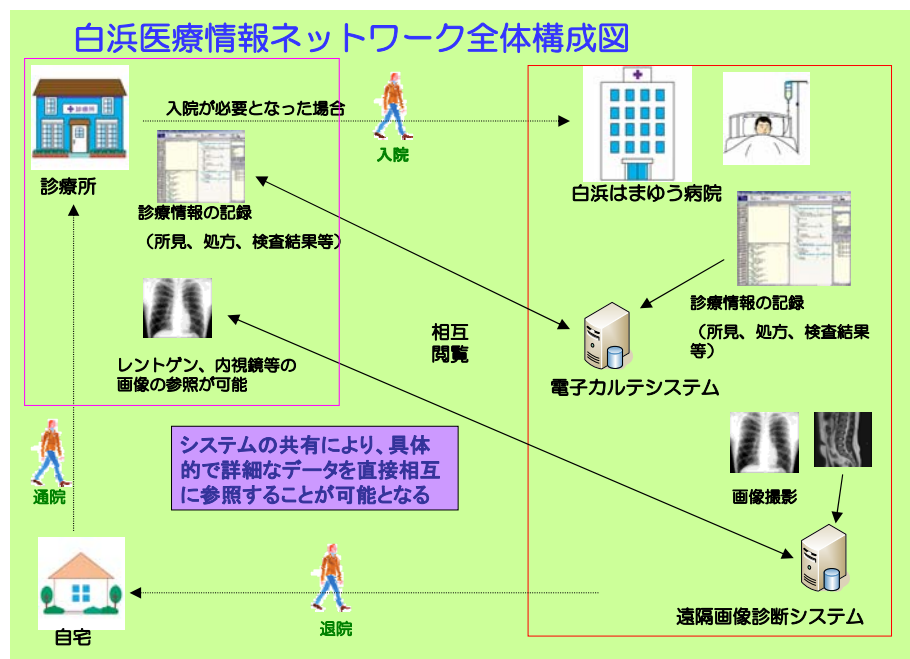 白浜医療情報ネットワーク全体構成図
診療所
診療所
入院が必要となった場合
入院
白浜はまゆう病院
診療情報の記録
（所見、処方、検査結果等）
レントゲン、内視鏡等の
画像の参照が可能
相互
閲覧
診療情報の記録
（所見、処方、検査結果
等）
電子カルテシステム
システムの共有により、具体
的で詳細なデータを直接相互
に参照することが可能となる
画像撮影
遠隔画像診断システム
通院
自宅
退院